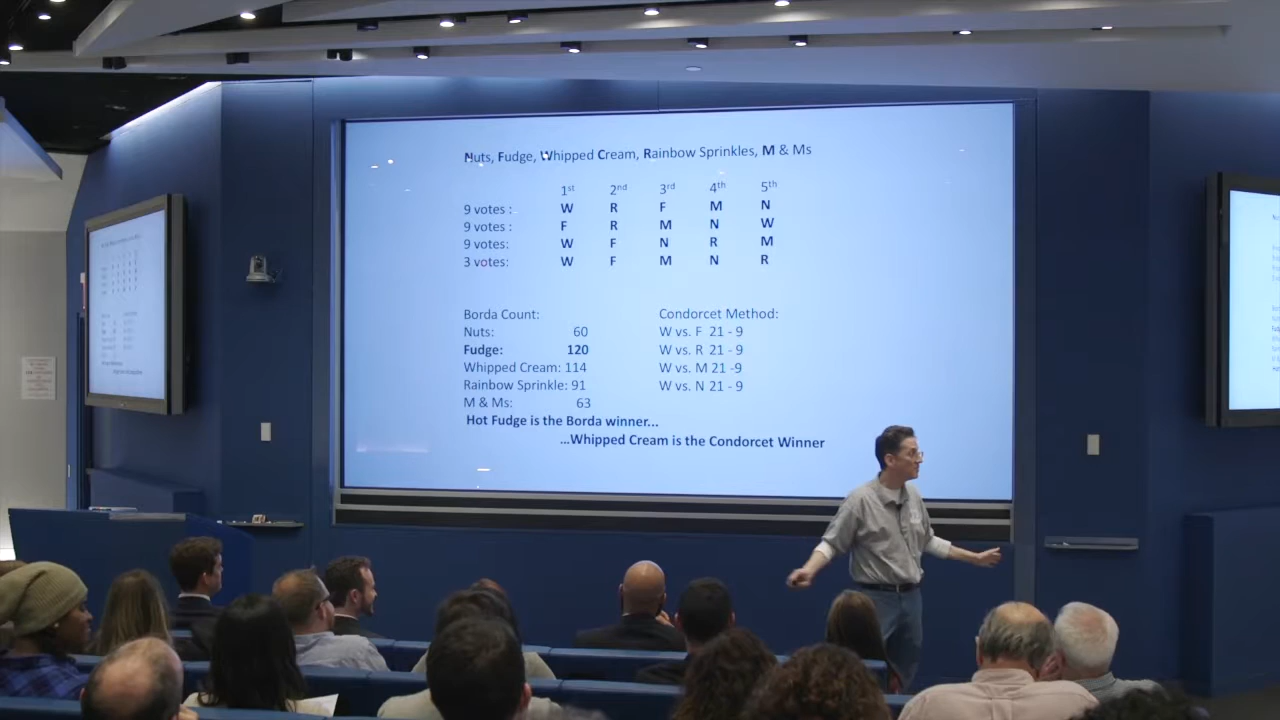 Nuts, Fudge, Whipped Cream, Rainbow Sprinkles, M & Ms
1st 2nd 3rd 4th 5th
9 votes : W R F M N
9 votes : F R M N W
9 votes: W F N R M
3 votes: W F M N R
Borda Count: Condorcet Method:
Nuts: 60 W vs. F 21 - 9
Fudge: 120 W vs. R 21 - 9
Whipped Cream: 114 W vs. M 21 -9
Rainbow Sprinkle: 91 W vs. N 21 - 9
M & Ms: 63
Hot Fudge is the Borda winner...
...Whipped Cream is the Condorcet Winner